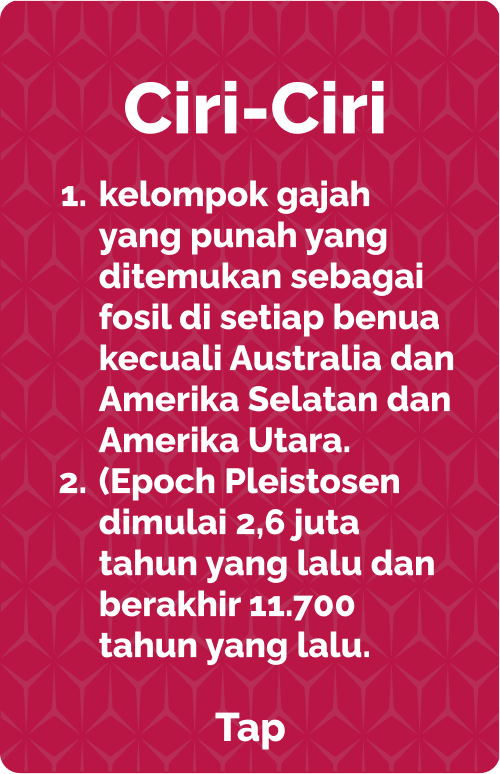 Ciri-Ciri
1. kelompok gajah
yang punah yang
ditemukan sebagai
fosil di setiap benua
kecuali Australia dan
Amerika Selatan dan
Amerika Utara.
2. (Epoch Pleistosen
dimulai 2,6 juta
tahun yang lalu dan
berakhir 11.700
tahun yang lalu.
Tap